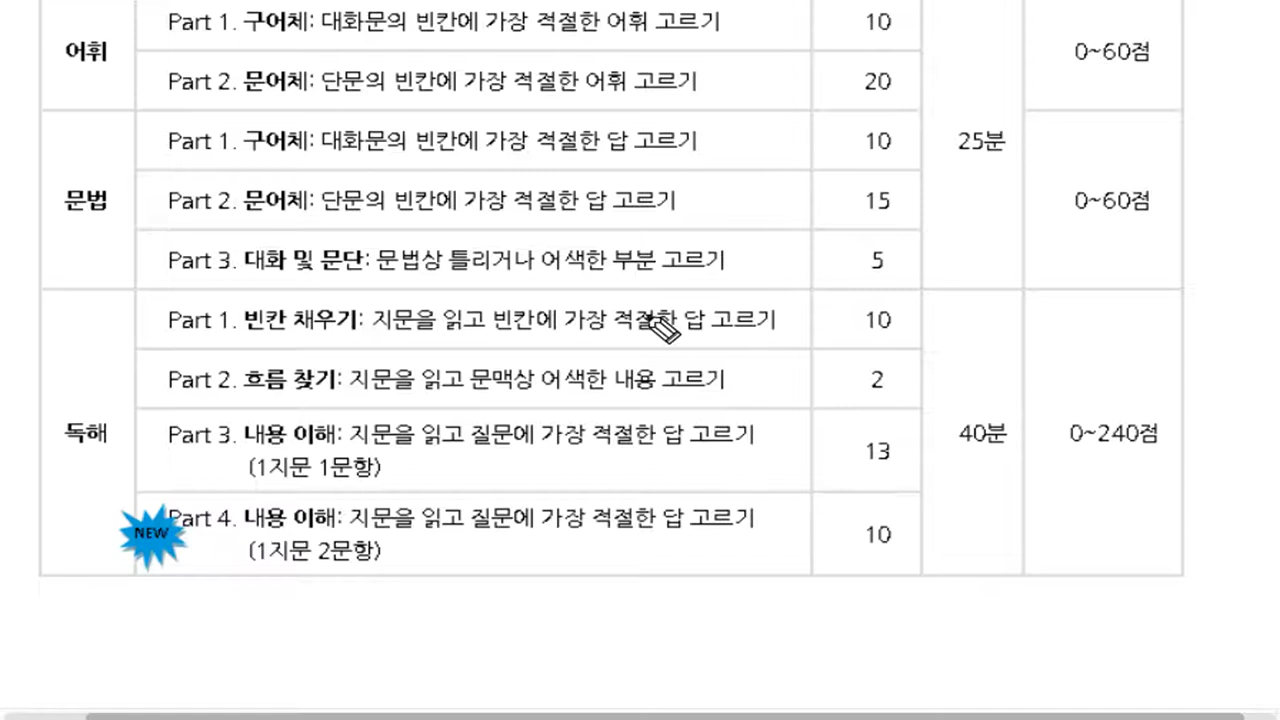 어휘
Part 1. 구어체: 대화문의 빈칸에 가장 적절한 어휘 고르기
10
Part 2. 문어체: 단문의 빈칸에 가장 적절한 어휘 고르기
20
25분
0~60점
문법
Part 1. 구어체: 대화문의 빈칸에 가장 적절한 답 고르기
10
Part 2. 문어체: 단문의 빈칸에 가장 적절한 답 고르기
15
Part 3. 대화 및 문단: 문법상 틀리거나 어색한 부분 고르기
5
0~60점
독해
Part 1. 빈칸 채우기: 지문을 읽고 빈칸에 가장 적절한 답 고르기
10
Part 2. 흐름 찾기: 지문을 읽고 문맥상 어색한 내용 고르기
2
Part 3. 내용 이해: 지문을 읽고 질문에 가장 적절한 답 고르기
(1지문 1문항)
13
NEW
Part 4. 내용 이해: 지문을 읽고 질문에 가장 적절한 답 고르기
(1지문 2문항)
10
40분
0~240점